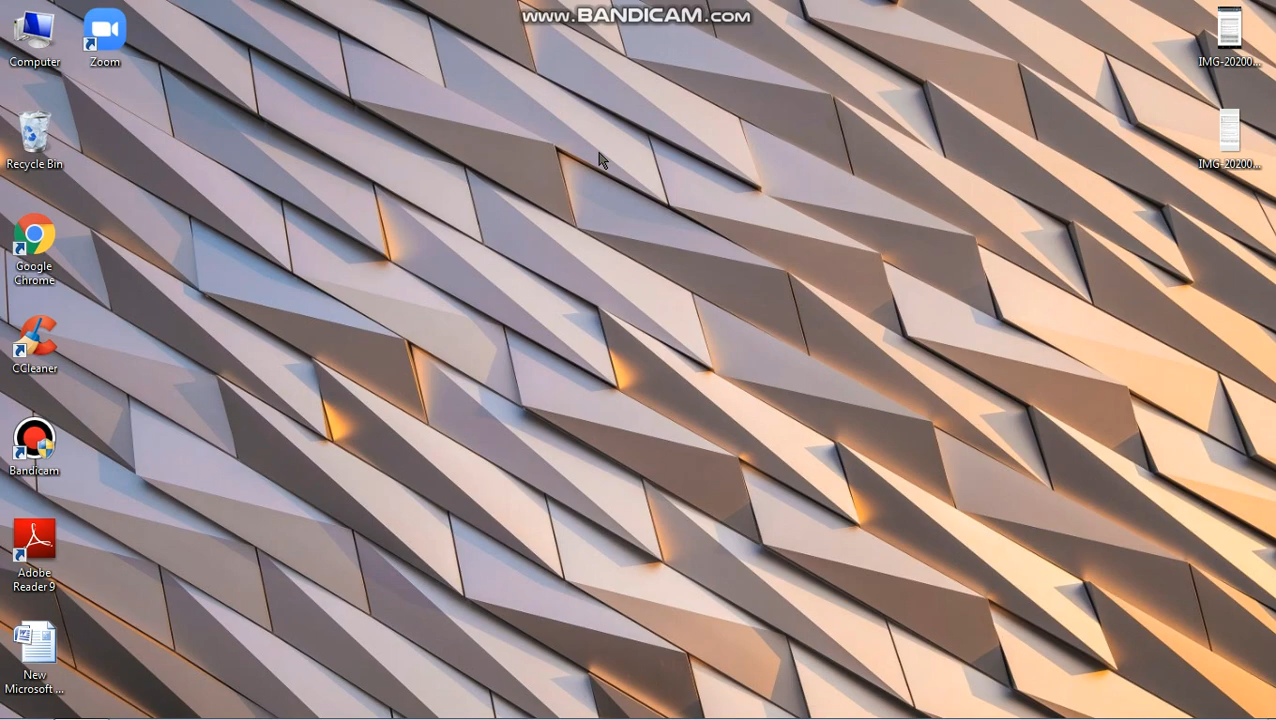 www.BANDICAM.com
Computer
Zoom
IMG-20200...
Recycle Bin
IMG-20200...
Google
Chrome
CCleaner
Bandicam
Adobe
Reader 9
New
Microsoft ...